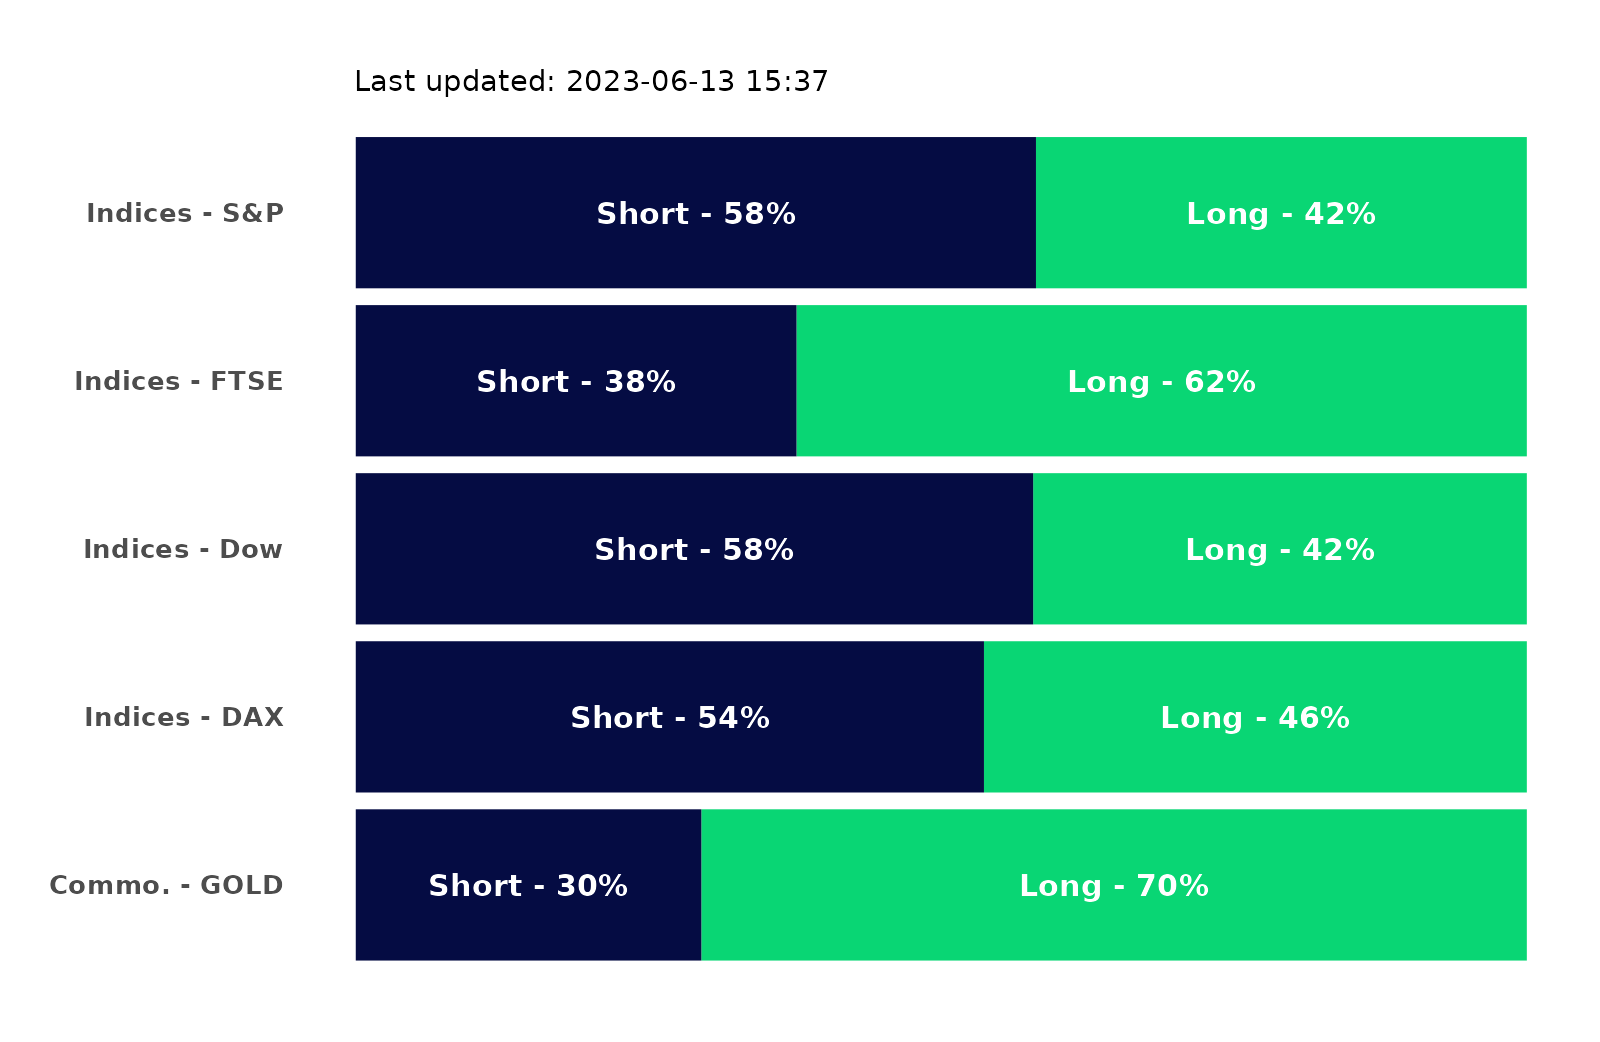 Last updated: 2023-06-13 15:37
Indices - S&P Short - 58% Long - 42%
Indices - FTSE Short - 38% Long - 62%
Indices - Dow Short - 58% Long - 42%
Indices - DAX Short - 54% Long - 46%
Commo. - GOLD Short - 30% Long - 70%